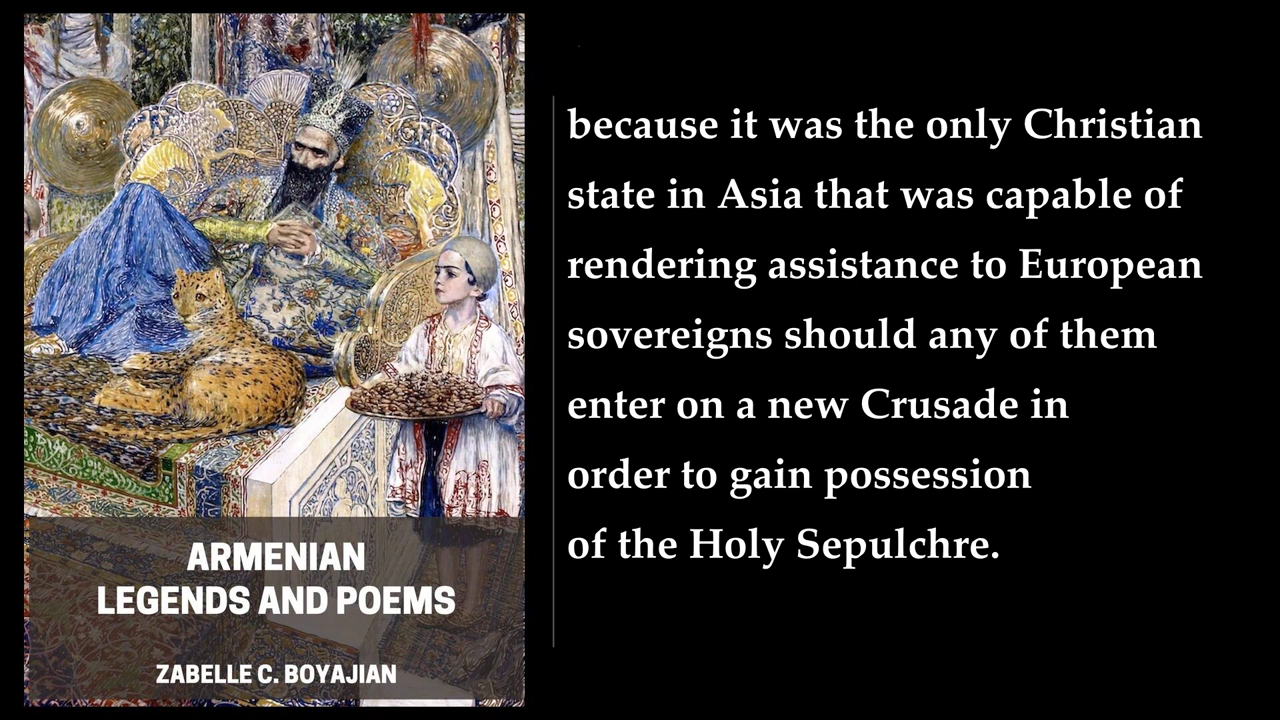 ARMENIAN
LEGENDS AND POEMS
ZABELLE C. BOYAJIAN
because it was the only Christian
state in Asia that was capable of
rendering assistance to European
sovereigns should any of them
enter on a new Crusade in
order to gain possession
of the Holy Sepulchre.